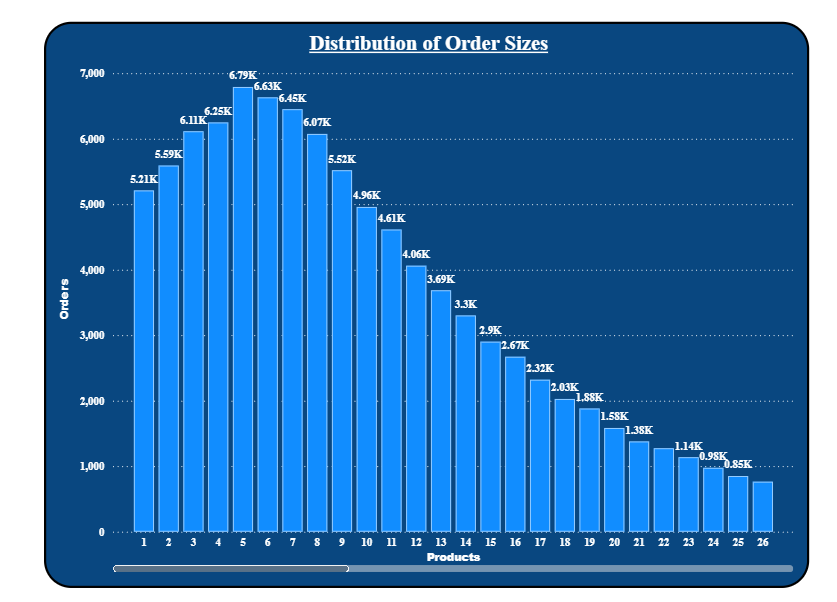 Distribution of Order Sizes
7,000
6,000
5,000
4,000
3,000
2,000
1,000
0
Orders
5.21K
5.59K
6.11K
6.25K
6.79K
6.63K
6.45K
6.07K
5.52K
4.96K
4.61K
4.06K
3.69K
3.3K
2.9K
2.67K
2.32K
2.03K
1.88K
1.58K
1.38K
1.14K
0.98K
0.85K
1 2 3 4 5 6 7 8 9 10 11 12 13 14 15 16 17 18 19 20 21 22 23 24 25 26
Products